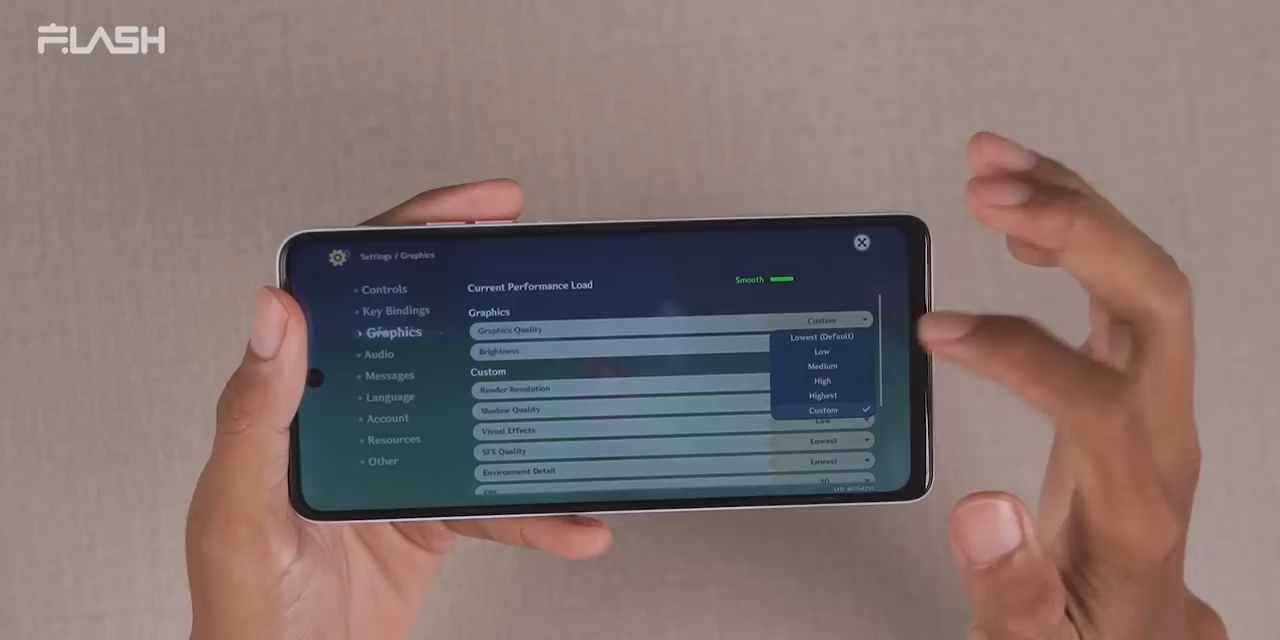 FLASH
Settings / Graphics
Controls
Key Bindings
Graphics
Audio
Messages
Language
Account
Resources
Other
Current Performance Load
Smooth
Graphics
Graphics Quality
Custom
Brightness
Lowest (Default)
Low
Medium
High
Highest
Custom
Custom
Render Resolution
Shadow Quality
Visual Effects
Low
SFX Quality
Lowest
Environment Detail
Lowest
FPS
30